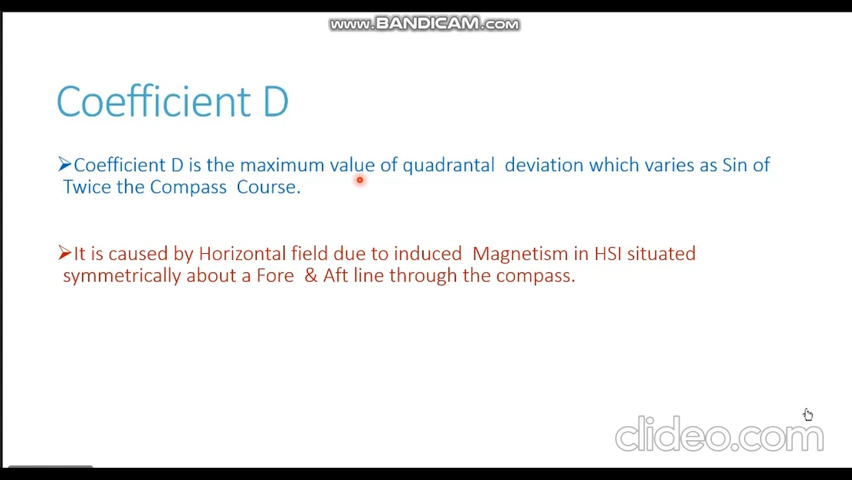 www.BANDICAM.com
Coefficient D
➢Coefficient D is the maximum value of quadrantal deviation which varies as Sin of
Twice the Compass Course.
➢It is caused by Horizontal field due to induced Magnetism in HSI situated
symmetrically about a Fore & Aft line through the compass.
clideo.com